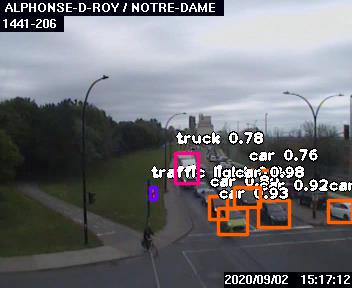 ALPHONSE-D-ROY / NOTRE-DAME
1441-206
truck 0.78
car 0.76
traffic
0.98
car
car 0.92
car
car 0.93
2020/09/02 15:17:12